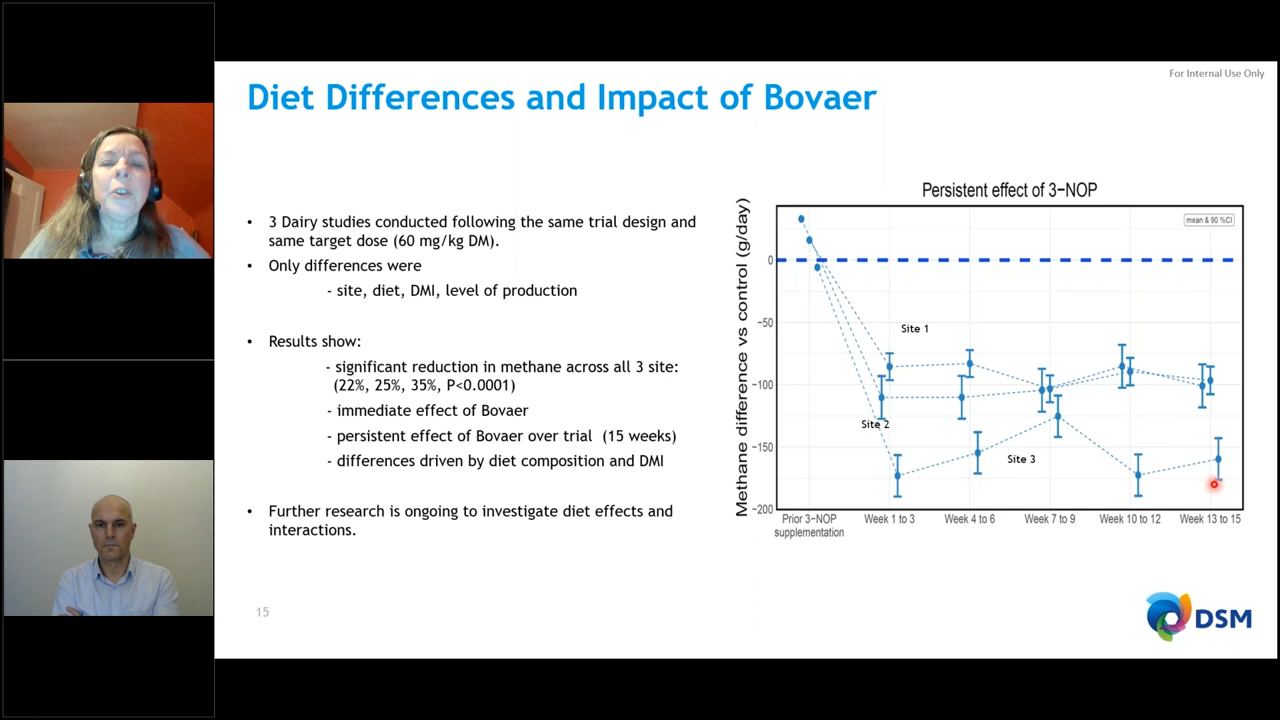 For Internal Use Only
Diet Differences and Impact of Bovaer
• 3 Dairy studies conducted following the same trial design and
same target dose (60 mg/kg DM).
• Only differences were
- site, diet, DMI, level of production
• Results show:
- significant reduction in methane across all 3 site:
(22%, 25%, 35%, P<0.0001)
- immediate effect of Bovaer
- persistent effect of Bovaer over trial (15 weeks)
- differences driven by diet composition and DMI
• Further research is ongoing to investigate diet effects and
interactions.
15
Persistent effect of 3−NOP
mean & 90 %CI
Methane difference vs control (g/day)
0
−50
−100
−150
−200
Site 1
Site 2
Site 3
Prior 3−NOP
supplementation
Week 1 to 3
Week 4 to 6
Week 7 to 9
Week 10 to 12
Week 13 to 15
DSM